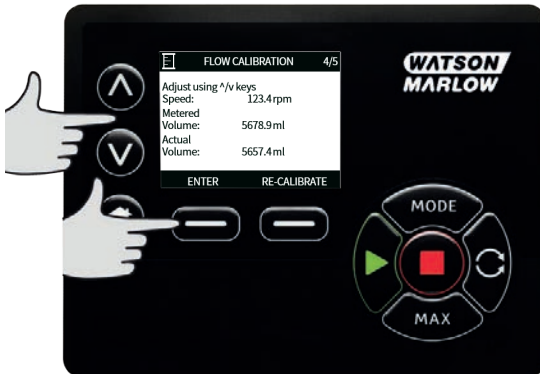 FLOW CALIBRATION 4/5
Adjust using ^/v keys
Speed: 123.4 rpm
Metered
Volume: 5678.9 ml
Actual
Volume: 5657.4 ml
ENTER RE-CALIBRATE
WATSON
MARLOW
MODE
MAX